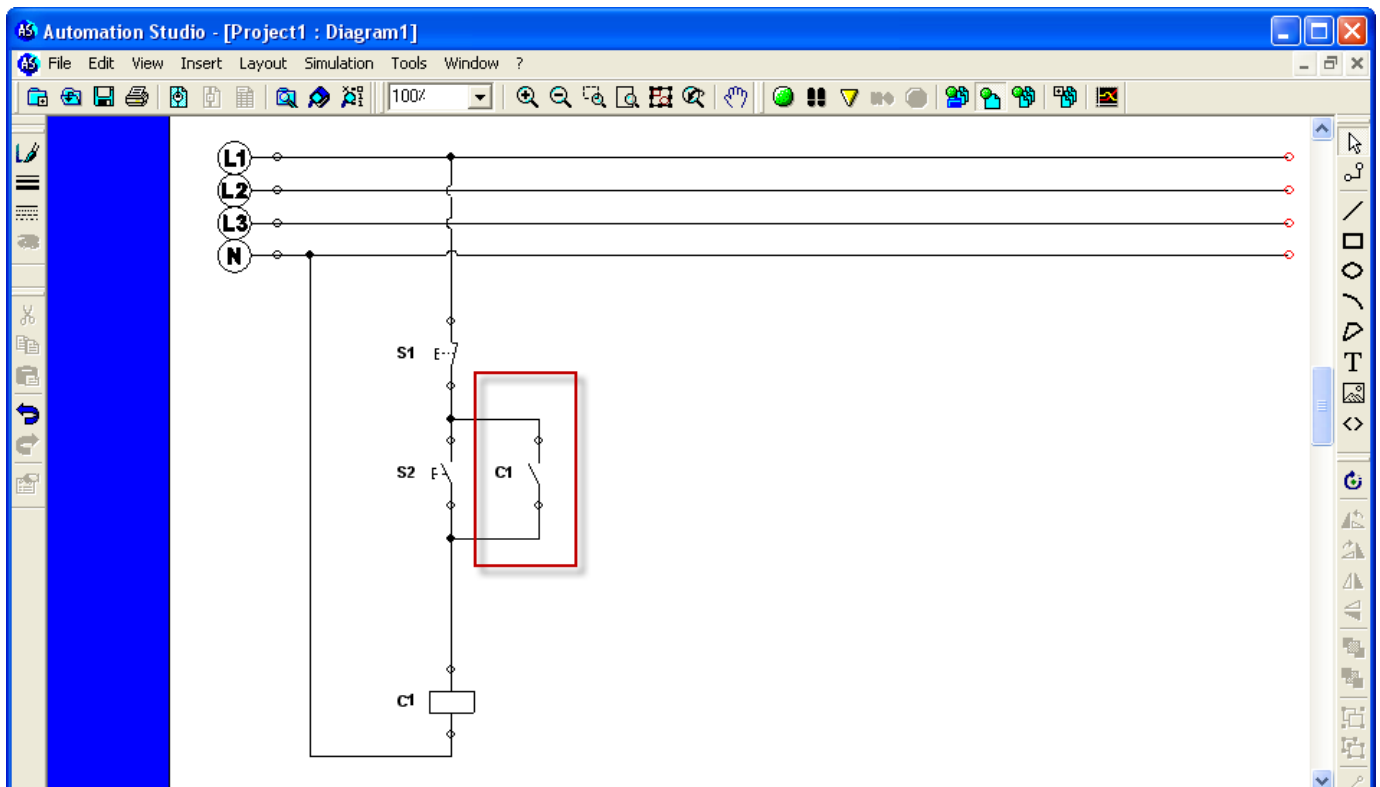 Automation Studio - [Project1 : Diagram1]
File Edit View Insert Layout Simulation Tools Window ?
100%
L1
L2
L3
N
S1
S2 C1
C1